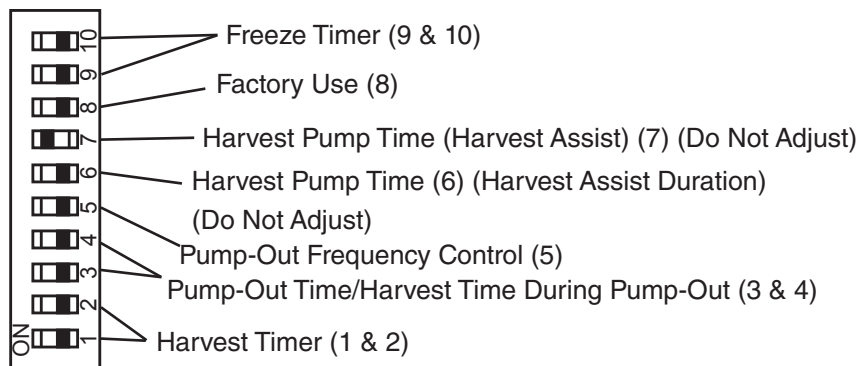 10
Freeze Timer (9 & 10)
9
8
Factory Use (8)
7
Harvest Pump Time (Harvest Assist) (7) (Do Not Adjust)
6
Harvest Pump Time (6) (Harvest Assist Duration)
(Do Not Adjust)
5
Pump-Out Frequency Control (5)
4
3
Pump-Out Time/Harvest Time During Pump-Out (3 & 4)
2
ON
1
Harvest Timer (1 & 2)